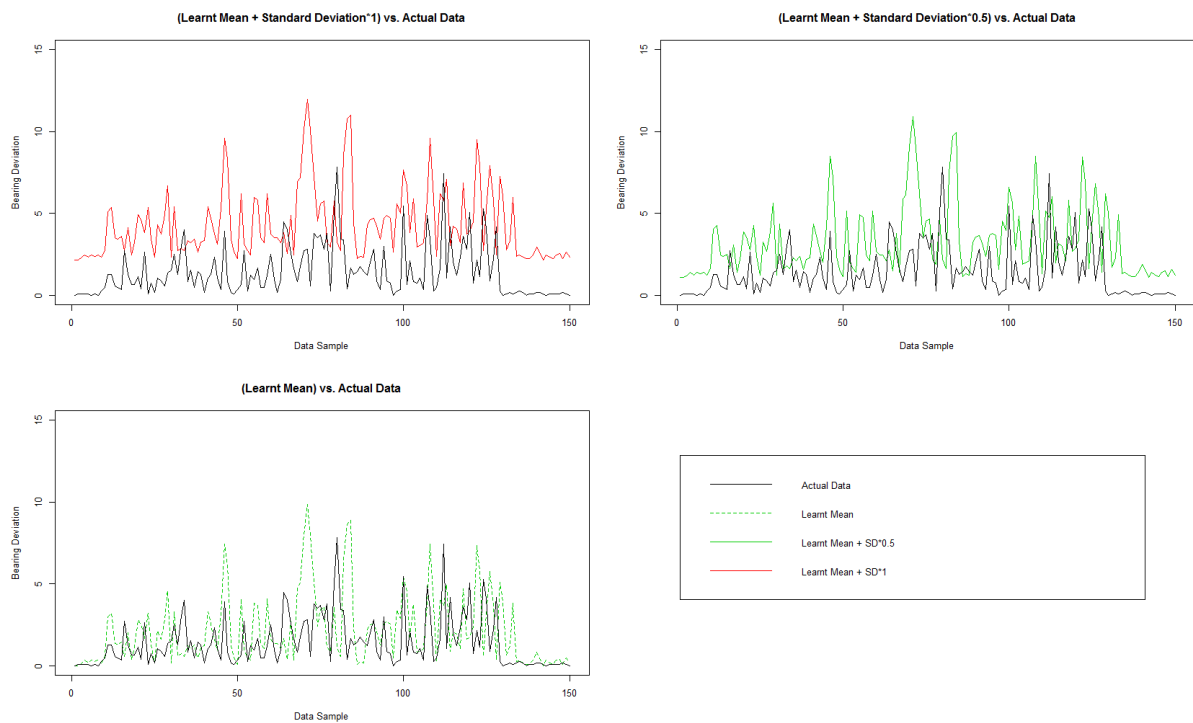 (Learnt Mean + Standard Deviation*1) vs. Actual Data
15
10
5
0
Bearing Deviation
0 50 100 150
Data Sample
(Learnt Mean + Standard Deviation*0.5) vs. Actual Data
15
10
5
0
Bearing Deviation
0 50 100 150
Data Sample
(Learnt Mean) vs. Actual Data
15
10
5
0
Bearing Deviation
0 50 100 150
Data Sample
Actual Data
Learnt Mean
Learnt Mean + SD*0.5
Learnt Mean + SD*1